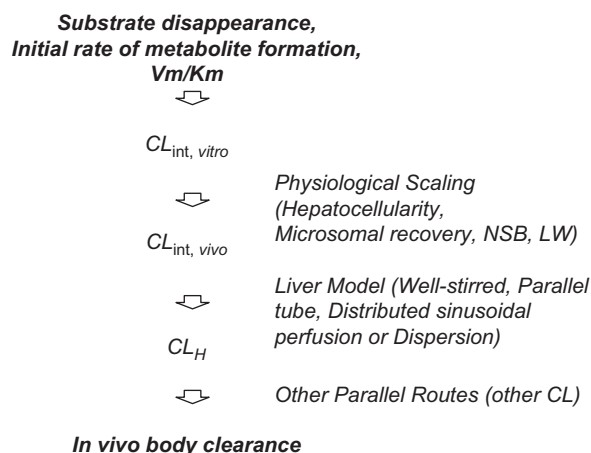 Substrate disappearance,
Initial rate of metabolite formation,
Vm/Km
CLint, vitro
Physiological Scaling
(Hepatocellularity,
Microsomal recovery, NSB, LW)
CLint, vivo
Liver Model (Well-stirred, Parallel
tube, Distributed sinusoidal
perfusion or Dispersion)
CLH
Other Parallel Routes (other CL)
In vivo body clearance